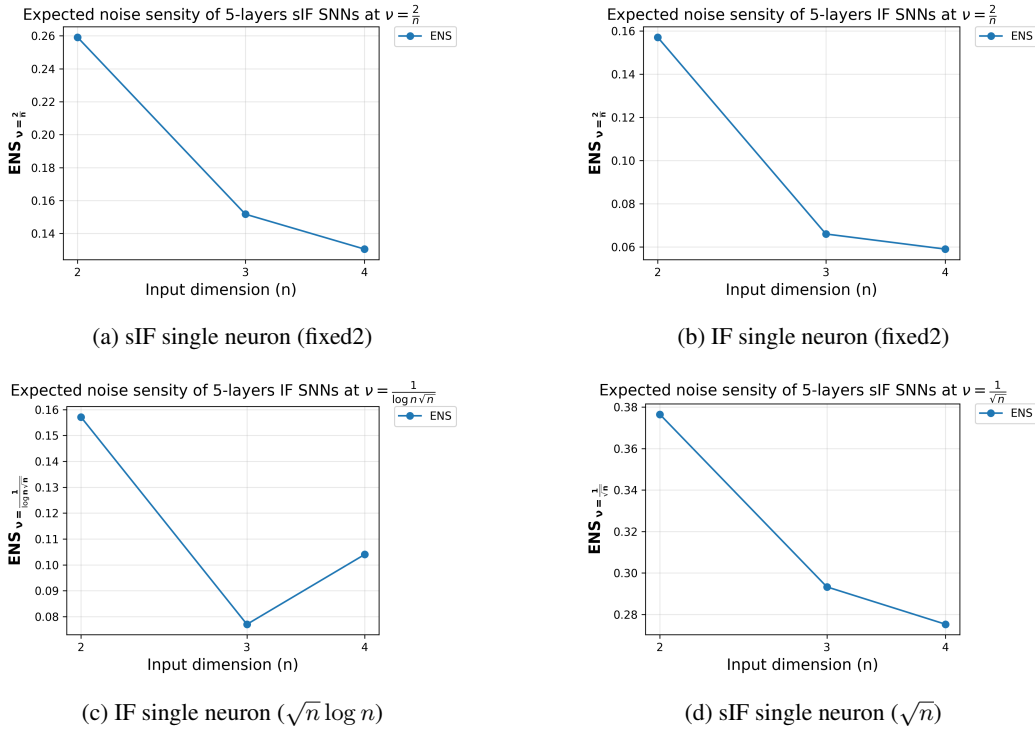 Expected noise sensity of 5-layers sIF SNNs at ν = 2/n
ENS
0.26
0.24
0.22
0.20
0.18
0.16
0.14
ENS ν = 2/n
2 3 4
Input dimension (n)
(a) sIF single neuron (fixed2)
Expected noise sensity of 5-layers IF SNNs at ν = 2/n
ENS
0.16
0.14
0.12
0.10
0.08
0.06
ENS ν = 2/n
2 3 4
Input dimension (n)
(b) IF single neuron (fixed2)
Expected noise sensity of 5-layers IF SNNs at ν = 1/(log n √n)
ENS
0.16
0.15
0.14
0.13
0.12
0.11
0.10
0.09
0.08
ENS ν = 1/(log n √n)
2 3 4
Input dimension (n)
(c) IF single neuron (√n log n)
Expected noise sensity of 5-layers sIF SNNs at ν = 1/√n
ENS
0.38
0.36
0.34
0.32
0.30
0.28
ENS ν = 1/√n
2 3 4
Input dimension (n)
(d) sIF single neuron (√n)